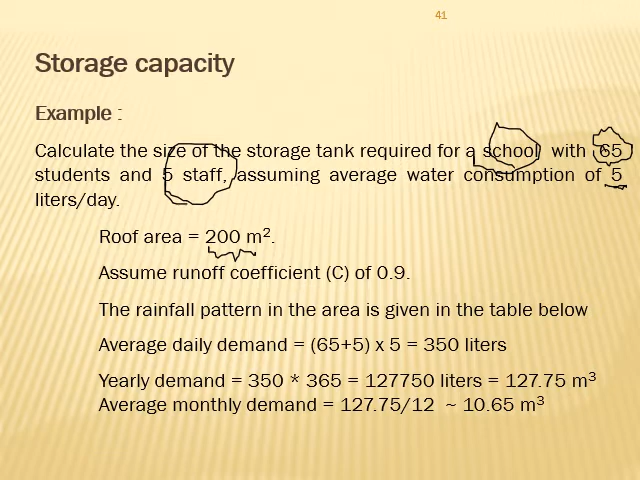 41
Storage capacity
Example :
Calculate the size of the storage tank required for a school with 65
students and 5 staff, assuming average water consumption of 5
liters/day.
Roof area = 200 m².
Assume runoff coefficient (C) of 0.9.
The rainfall pattern in the area is given in the table below
Average daily demand = (65+5) x 5 = 350 liters
Yearly demand = 350 * 365 = 127750 liters = 127.75 m³
Average monthly demand = 127.75/12 ~ 10.65 m³